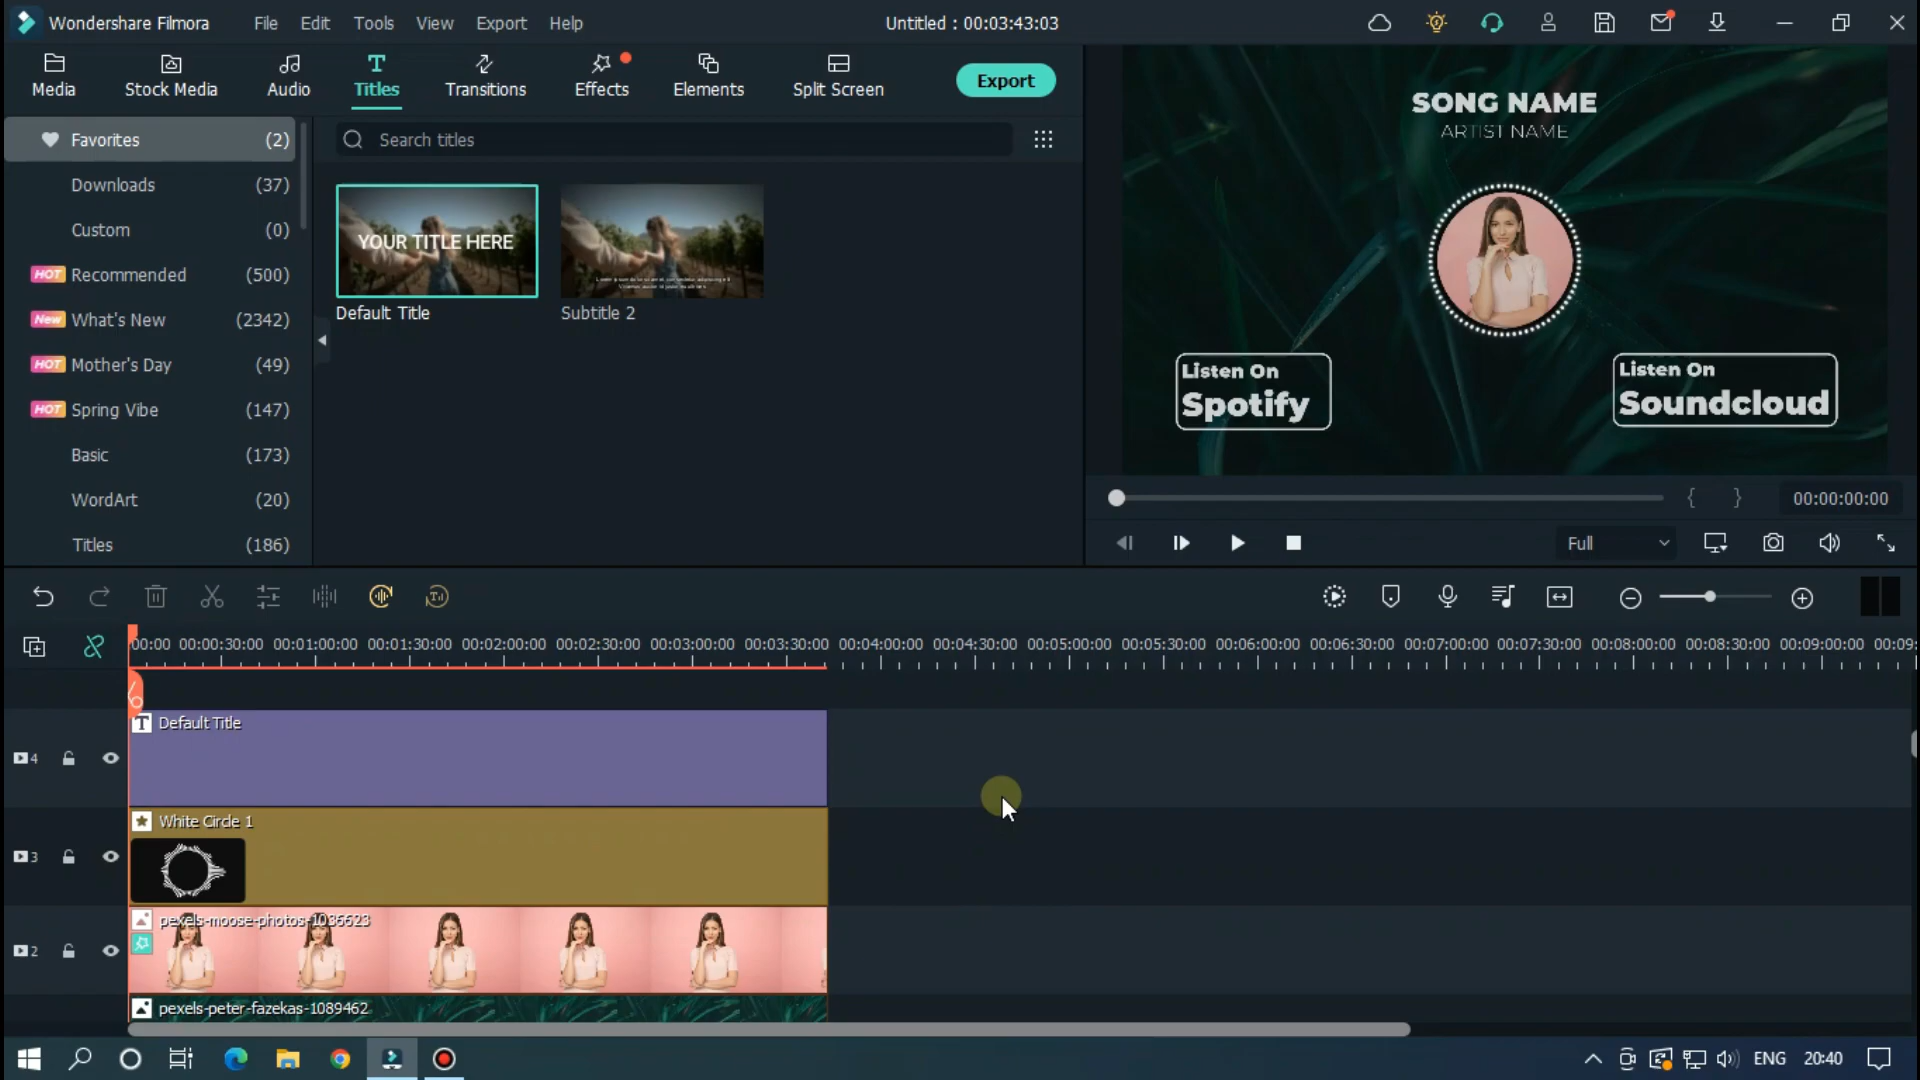 Wondershare Filmora File Edit Tools View Export Help Untitled : 00:03:43:03
Media Stock Media Audio Titles Transitions Effects Elements Split Screen Export
Favorites (2)
Downloads (37)
Custom (0)
HOT Recommended (500)
New What's New (2342)
HOT Mother's Day (49)
HOT Spring Vibe (147)
Basic (173)
WordArt (20)
Titles (186)
Search titles
YOUR TITLE HERE
Default Title
Subtitle 2
SONG NAME
ARTIST NAME
Listen On
Spotify
Listen On
Soundcloud
00:00:00:00
Full
00:00 00:00:30:00 00:01:00:00 00:01:30:00 00:02:00:00 00:02:30:00 00:03:00:00 00:03:30:00 00:04:00:00 00:04:30:00 00:05:00:00 00:05:30:00 00:06:00:00 00:06:30:00 00:07:00:00 00:07:30:00 00:08:00:00 00:08:30:00 00:09:00:00 00:09:
Default Title
4
White Circle 1
3
pexels-moose-photos-1036623
2
pexels-peter-fazekas-1089462
ENG 20:40